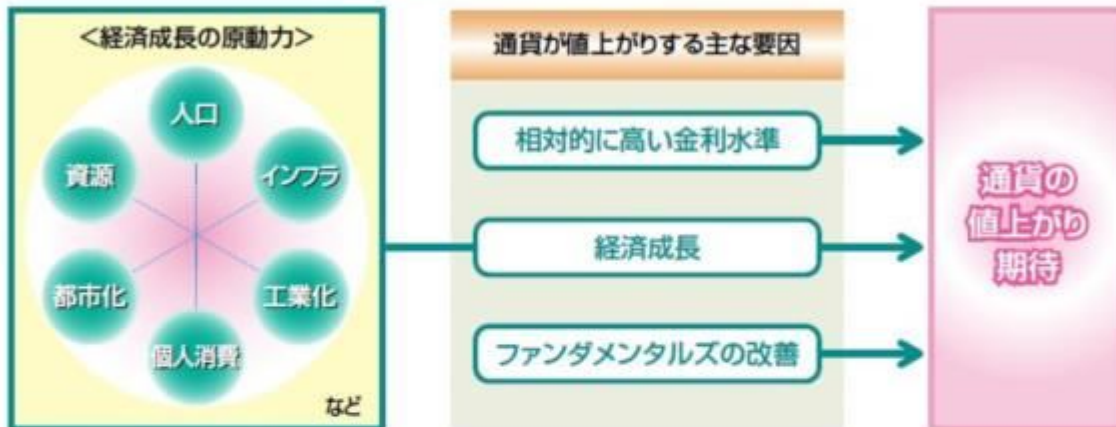 <経済成長の原動力>
人口
資源
インフラ
都市化
工業化
個人消費
など
通貨が値上がりする主な要因
相対的に高い金利水準
経済成長
ファンダメンタルズの改善
通貨の
値上がり
期待